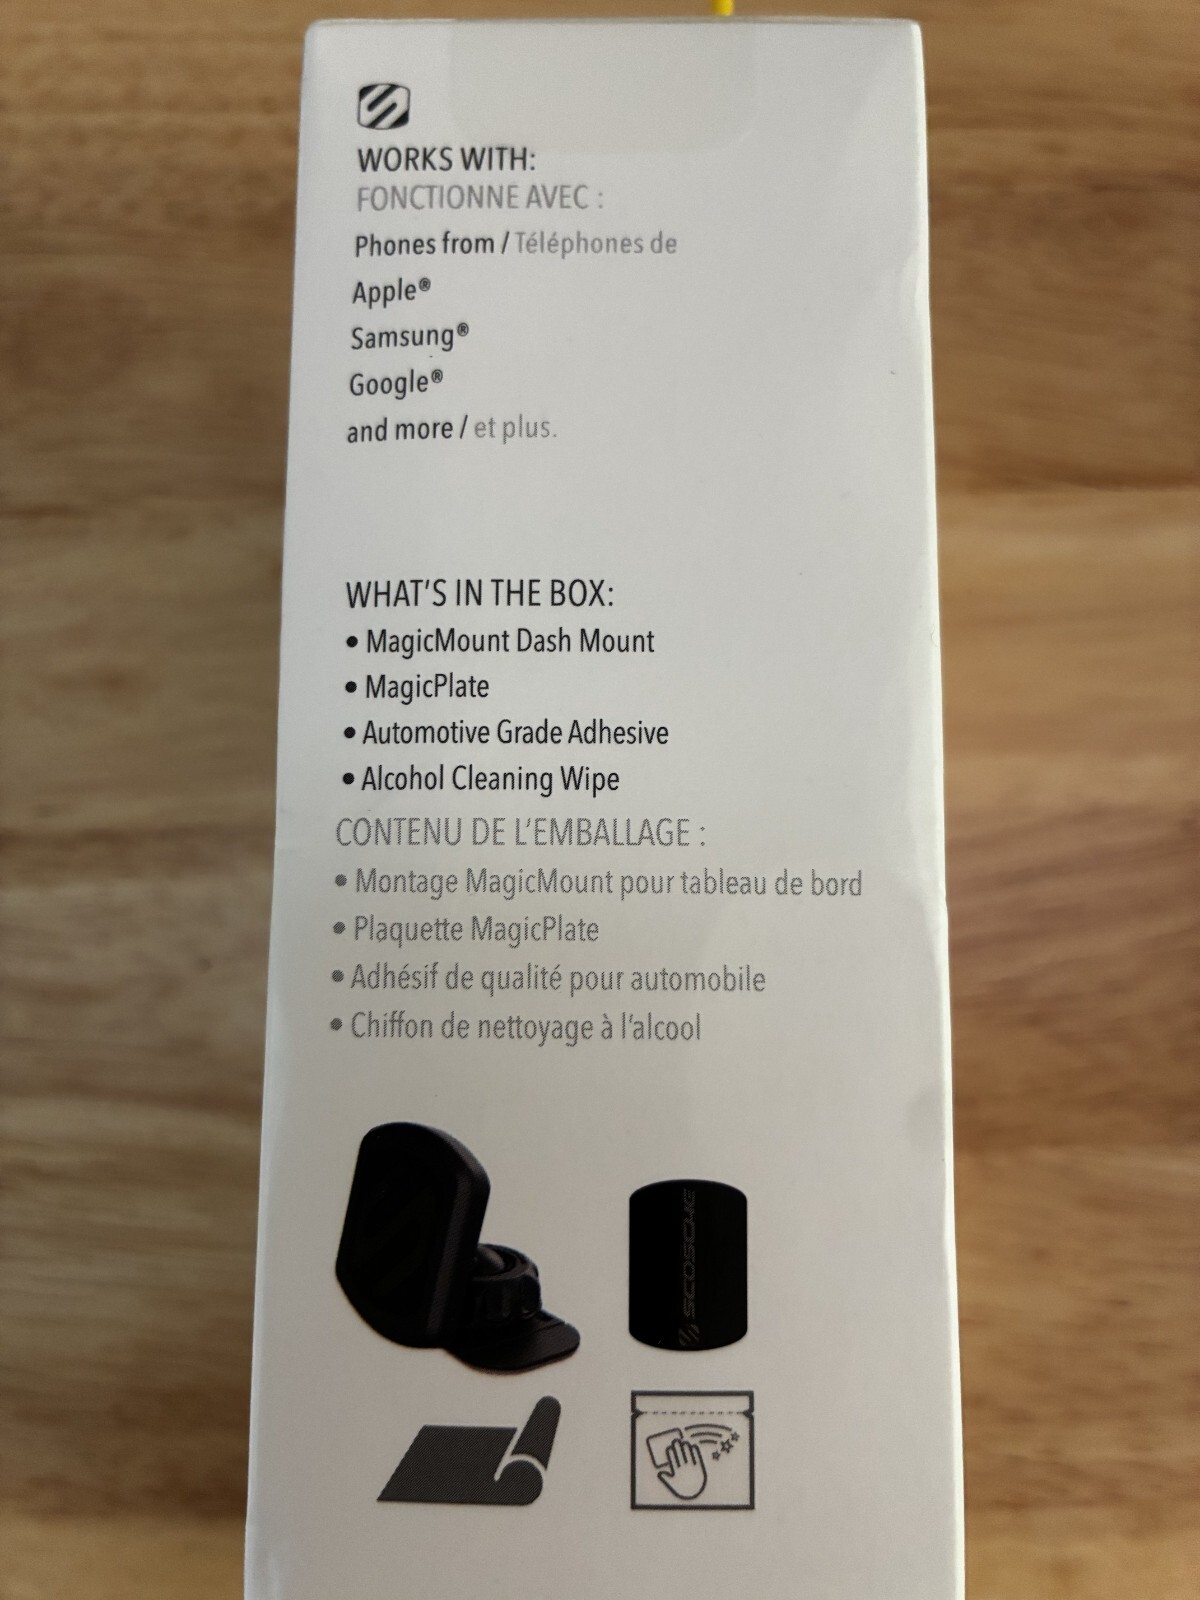 WORKS WITH:
FONCTIONNE AVEC :
Phones from / Téléphones de
Apple®
Samsung®
Google®
and more / et plus.
WHAT'S IN THE BOX:
• MagicMount Dash Mount
• MagicPlate
• Automotive Grade Adhesive
• Alcohol Cleaning Wipe
CONTENU DE L'EMBALLAGE :
• Montage MagicMount pour tableau de bord
• Plaquette MagicPlate
• Adhésif de qualité pour automobile
• Chiffon de nettoyage à l'alcool
SCOSCHE